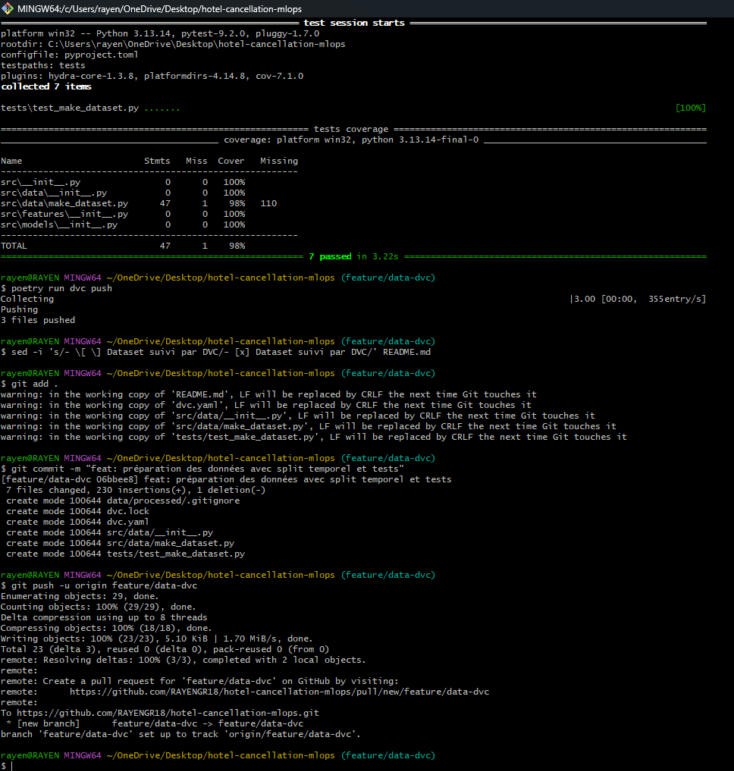 MINGW64:/c/Users/rayen/OneDrive/Desktop/hotel-cancellation-mlops
============================= test session starts =============================
platform win32 -- Python 3.13.14, pytest-9.2.0, pluggy-1.7.0
rootdir: C:\Users\rayen\OneDrive\Desktop\hotel-cancellation-mlops
configfile: pyproject.toml
testpaths: tests
plugins: hydra-core-1.3.8, platformdirs-4.14.8, cov-7.1.0
collected 7 items
tests\test_make_dataset.py ....... [100%]
=============================== tests coverage ================================
_______________ coverage: platform win32, python 3.13.14-final-0 _______________
Name Stmts Miss Cover Missing
---------------------------------------------------------
src\__init__.py 0 0 100%
src\data\__init__.py 0 0 100%
src\data\make_dataset.py 47 1 98% 110
src\features\__init__.py 0 0 100%
src\models\__init__.py 0 0 100%
---------------------------------------------------------
TOTAL 47 1 98%
============================== 7 passed in 3.22s ==============================
rayen@RAYEN MINGW64 ~/OneDrive/Desktop/hotel-cancellation-mlops (feature/data-dvc)
$ poetry run dvc push
Collecting |3.00 [00:00, 355entry/s]
Pushing
3 files pushed
rayen@RAYEN MINGW64 ~/OneDrive/Desktop/hotel-cancellation-mlops (feature/data-dvc)
$ sed -i 's/- \[ \] Dataset suivi par DVC/- [x] Dataset suivi par DVC/' README.md
rayen@RAYEN MINGW64 ~/OneDrive/Desktop/hotel-cancellation-mlops (feature/data-dvc)
$ git add .
warning: in the working copy of 'README.md', LF will be replaced by CRLF the next time Git touches it
warning: in the working copy of 'dvc.yaml', LF will be replaced by CRLF the next time Git touches it
warning: in the working copy of 'src/data/__init__.py', LF will be replaced by CRLF the next time Git touches it
warning: in the working copy of 'src/data/make_dataset.py', LF will be replaced by CRLF the next time Git touches it
warning: in the working copy of 'tests/test_make_dataset.py', LF will be replaced by CRLF the next time Git touches it
rayen@RAYEN MINGW64 ~/OneDrive/Desktop/hotel-cancellation-mlops (feature/data-dvc)
$ git commit -m "feat: préparation des données avec split temporel et tests"
[feature/data-dvc 06bbee8] feat: préparation des données avec split temporel et tests
7 files changed, 230 insertions(+), 1 deletion(-)
create mode 100644 data/processed/.gitignore
create mode 100644 dvc.lock
create mode 100644 dvc.yaml
create mode 100644 src/data/__init__.py
create mode 100644 src/data/make_dataset.py
create mode 100644 tests/test_make_dataset.py
rayen@RAYEN MINGW64 ~/OneDrive/Desktop/hotel-cancellation-mlops (feature/data-dvc)
$ git push -u origin feature/data-dvc
Enumerating objects: 29, done.
Counting objects: 100% (29/29), done.
Delta compression using up to 8 threads
Compressing objects: 100% (18/18), done.
Writing objects: 100% (23/23), 5.10 KiB | 1.70 MiB/s, done.
Total 23 (delta 3), reused 0 (delta 0), pack-reused 0 (from 0)
remote: Resolving deltas: 100% (3/3), completed with 2 local objects.
remote:
remote: Create a pull request for 'feature/data-dvc' on GitHub by visiting:
remote: https://github.com/RAYENGR18/hotel-cancellation-mlops/pull/new/feature/data-dvc
remote:
To https://github.com/RAYENGR18/hotel-cancellation-mlops.git
* [new branch] feature/data-dvc -> feature/data-dvc
branch 'feature/data-dvc' set up to track 'origin/feature/data-dvc'.
rayen@RAYEN MINGW64 ~/OneDrive/Desktop/hotel-cancellation-mlops (feature/data-dvc)
$